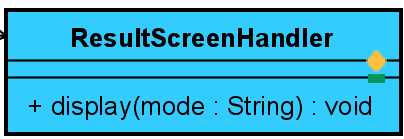 ResultScreenHandler
+ display(mode : String) : void